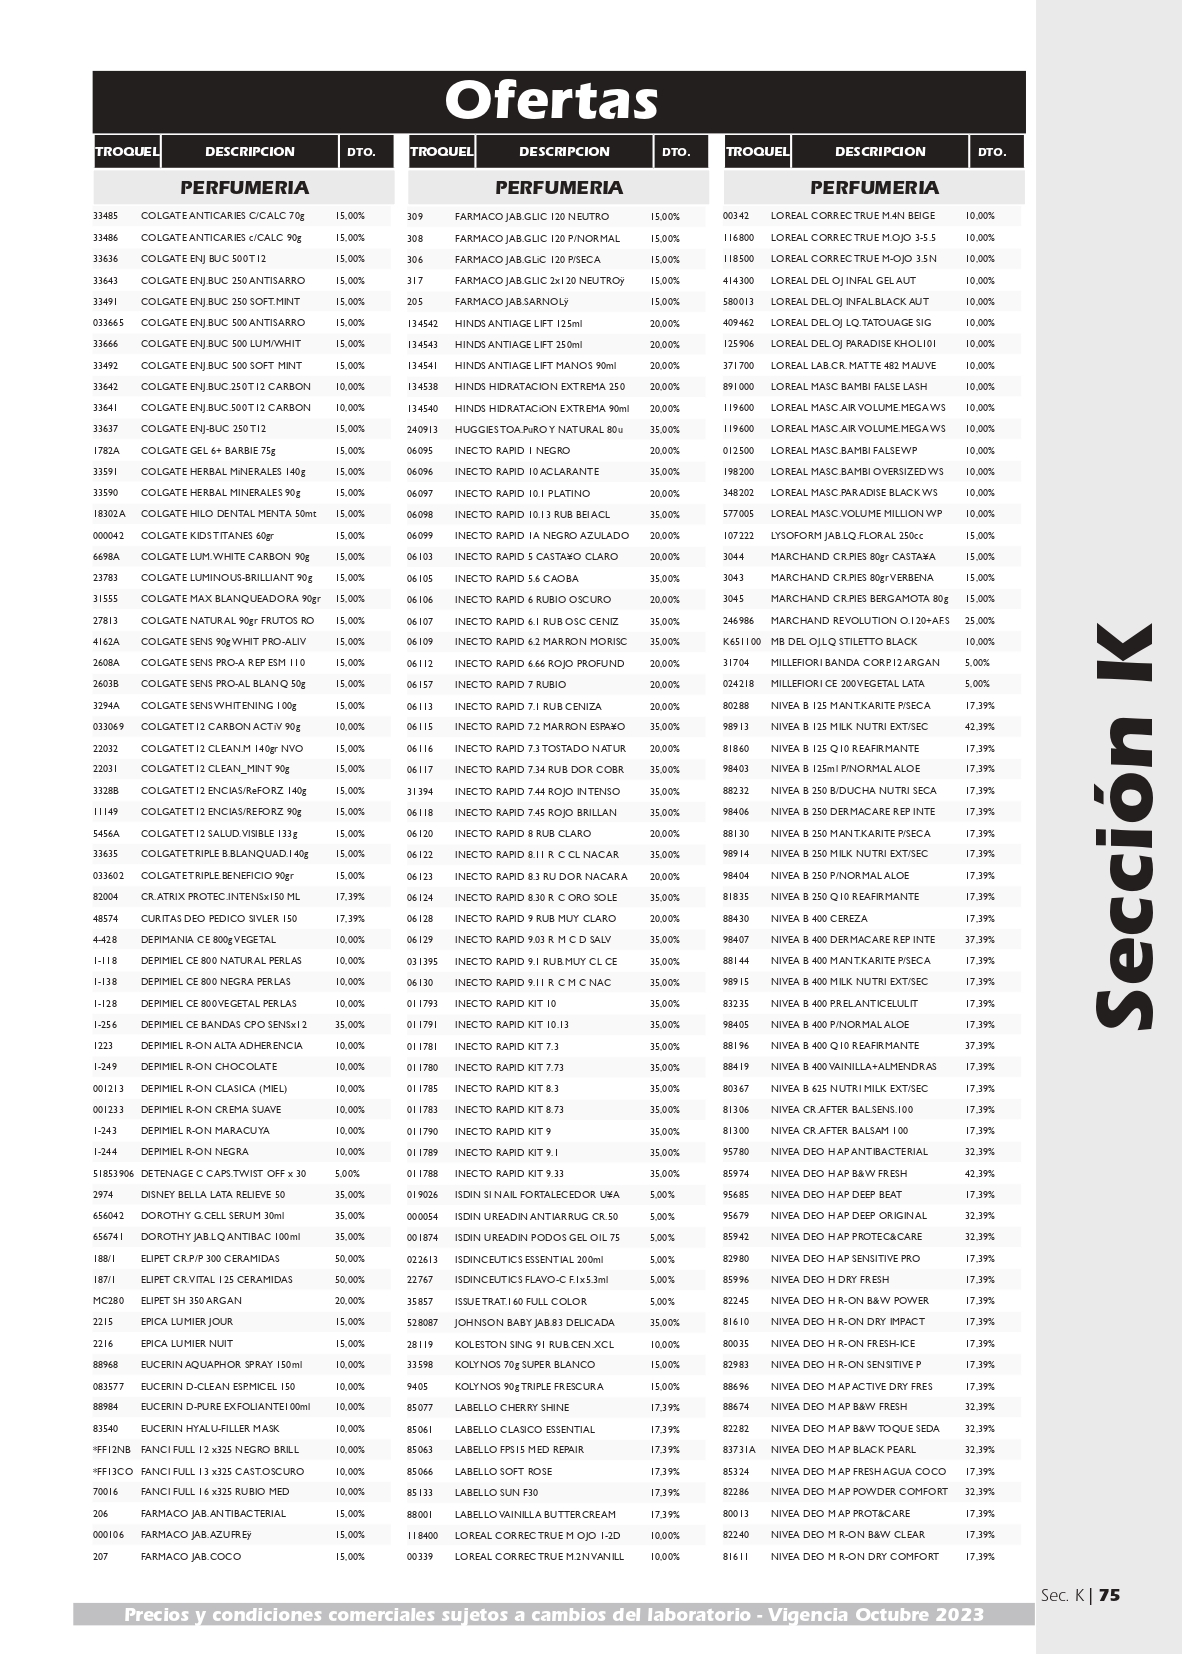 Ofertas
TROQUEL DESCRIPCION DTO.
PERFUMERIA
33485 COLGATE ANTICARIES C/CALC 70g 15,00%
33486 COLGATE ANTICARIES c/CALC 90g 15,00%
33636 COLGATE ENJ BUC 500T12 15,00%
33643 COLGATE ENJ.BUC 250 ANTISARRO 15,00%
33491 COLGATE ENJ.BUC 250 SOFT.MINT 15,00%
033665 COLGATE ENJ.BUC 500 ANTISARRO 15,00%
33666 COLGATE ENJ.BUC 500 LUM/WHIT 15,00%
33492 COLGATE ENJ.BUC 500 SOFT MINT 15,00%
33642 COLGATE ENJ.BUC.250T12 CARBON 10,00%
33641 COLGATE ENJ.BUC.500T12 CARBON 10,00%
33637 COLGATE ENJ-BUC 250 T12 15,00%
1782A COLGATE GEL 6+ BARBIE 75g 15,00%
33591 COLGATE HERBAL MiNERALES 140g 15,00%
33590 COLGATE HERBAL MINERALES 90g 15,00%
18302A COLGATE HILO DENTAL MENTA 50mt 15,00%
000042 COLGATE KIDSTITANES 60gr 15,00%
6698A COLGATE LUM.WHITE CARBON 90g 15,00%
23783 COLGATE LUMINOUS-BRILLIANT 90g 15,00%
31555 COLGATE MAX BLANQUEADORA 90gr 15,00%
27813 COLGATE NATURAL 90gr FRUTOS RO 15,00%
4162A COLGATE SENS 90g WHIT PRO-ALIV 15,00%
2608A COLGATE SENS PRO-A REP ESM 110 15,00%
2603B COLGATE SENS PRO-AL BLANQ 50g 15,00%
3294A COLGATE SENS WHITENING 100g 15,00%
033069 COLGATET12 CARBON ACTiV 90g 10,00%
22032 COLGATET12 CLEAN.M 140gr NVO 15,00%
22031 COLGATET12 CLEAN_MINT 90g 15,00%
3328B COLGATET12 ENCIAS/ReFORZ 140g 15,00%
11149 COLGATET12 ENCIAS/REFORZ 90g 15,00%
5456A COLGATET12 SALUD.VISIBLE 133g 15,00%
33635 COLGATETRIPLE B.BLANQUAD.140g 15,00%
033602 COLGATETRIPLE.BENEFICIO 90gr 15,00%
82004 CR.ATRIX PROTEC.INTENSx150 ML 17,39%
48574 CURITAS DEO PEDICO SIVLER 150 17,39%
4-428 DEPIMANIA CE 800g VEGETAL 10,00%
1-118 DEPIMIEL CE 800 NATURAL PERLAS 10,00%
1-138 DEPIMIEL CE 800 NEGRA PERLAS 10,00%
1-128 DEPIMIEL CE 800VEGETAL PERLAS 10,00%
1-256 DEPIMIEL CE BANDAS CPO SENSx12 35,00%
1223 DEPIMIEL R-ON ALTA ADHERENCIA 10,00%
1-249 DEPIMIEL R-ON CHOCOLATE 10,00%
001213 DEPIMIEL R-ON CLASICA (MIEL) 10,00%
001233 DEPIMIEL R-ON CREMA SUAVE 10,00%
1-243 DEPIMIEL R-ON MARACUYA 10,00%
1-244 DEPIMIEL R-ON NEGRA 10,00%
51853906 DETENAGE C CAPS.TWIST OFF x 30 5,00%
2974 DISNEY BELLA LATA RELIEVE 50 35,00%
656042 DOROTHY G.CELL SERUM 30ml 35,00%
656741 DOROTHY JAB.LQ ANTIBAC 100ml 35,00%
188/1 ELIPET CR.P/P 300 CERAMIDAS 50,00%
187/1 ELIPET CR.VITAL 125 CERAMIDAS 50,00%
MC280 ELIPET SH 350 ARGAN 20,00%
2215 EPICA LUMIER JOUR 15,00%
2216 EPICA LUMIER NUIT 15,00%
88968 EUCERIN AQUAPHOR SPRAY 150ml 10,00%
083577 EUCERIN D-CLEAN ESP.MICEL 150 10,00%
88984 EUCERIN D-PURE EXFOLIANTE100ml 10,00%
83540 EUCERIN HYALU-FILLER MASK 10,00%
*FF12NB FANCI FULL 12 x325 NEGRO BRILL 10,00%
*FF13CO FANCI FULL 13 x325 CAST.OSCURO 10,00%
70016 FANCI FULL 16 x325 RUBIO MED 10,00%
206 FARMACO JAB.ANTIBACTERIAL 15,00%
000106 FARMACO JAB.AZUFREÿ 15,00%
207 FARMACO JAB.COCO 15,00%
TROQUEL DESCRIPCION DTO.
PERFUMERIA
309 FARMACO JAB.GLIC 120 NEUTRO 15,00%
308 FARMACO JAB.GLIC 120 P/NORMAL 15,00%
306 FARMACO JAB.GLiC 120 P/SECA 15,00%
317 FARMACO JAB.GLIC 2x120 NEUTROÿ 15,00%
205 FARMACO JAB.SARNOLÿ 15,00%
134542 HINDS ANTIAGE LIFT 125ml 20,00%
134543 HINDS ANTIAGE LIFT 250ml 20,00%
134541 HINDS ANTIAGE LIFT MANOS 90ml 20,00%
134538 HINDS HIDRATACION EXTREMA 250 20,00%
134540 HINDS HIDRATACiON EXTREMA 90ml 20,00%
240913 HUGGIES TOA.PuRO Y NATURAL 80u 35,00%
06095 INECTO RAPID 1 NEGRO 20,00%
06096 INECTO RAPID 10 ACLARANTE 35,00%
06097 INECTO RAPID 10.1 PLATINO 20,00%
06098 INECTO RAPID 10.13 RUB BEIACL 35,00%
06099 INECTO RAPID 1A NEGRO AZULADO 20,00%
06103 INECTO RAPID 5 CASTA¥O CLARO 20,00%
06105 INECTO RAPID 5.6 CAOBA 35,00%
06106 INECTO RAPID 6 RUBIO OSCURO 20,00%
06107 INECTO RAPID 6.1 RUB OSC CENIZ 35,00%
06109 INECTO RAPID 6.2 MARRON MORISC 35,00%
06112 INECTO RAPID 6.66 ROJO PROFUND 20,00%
06157 INECTO RAPID 7 RUBIO 20,00%
06113 INECTO RAPID 7.1 RUB CENIZA 20,00%
06115 INECTO RAPID 7.2 MARRON ESPA¥O 35,00%
06116 INECTO RAPID 7.3 TOSTADO NATUR 20,00%
06117 INECTO RAPID 7.34 RUB DOR COBR 35,00%
31394 INECTO RAPID 7.44 ROJO INTENSO 35,00%
06118 INECTO RAPID 7.45 ROJO BRILLAN 35,00%
06120 INECTO RAPID 8 RUB CLARO 20,00%
06122 INECTO RAPID 8.11 R C CL NACAR 35,00%
06123 INECTO RAPID 8.3 RU DOR NACARA 20,00%
06124 INECTO RAPID 8.30 R C ORO SOLE 35,00%
06128 INECTO RAPID 9 RUB MUY CLARO 20,00%
06129 INECTO RAPID 9.03 R M C D SALV 35,00%
031395 INECTO RAPID 9.1 RUB.MUY CL CE 35,00%
06130 INECTO RAPID 9.11 R C M C NAC 35,00%
011793 INECTO RAPID KIT 10 35,00%
011791 INECTO RAPID KIT 10.13 35,00%
011781 INECTO RAPID KIT 7.3 35,00%
011780 INECTO RAPID KIT 7.73 35,00%
011785 INECTO RAPID KIT 8.3 35,00%
011783 INECTO RAPID KIT 8.73 35,00%
011790 INECTO RAPID KIT 9 35,00%
011789 INECTO RAPID KIT 9.1 35,00%
011788 INECTO RAPID KIT 9.33 35,00%
019026 ISDIN SI NAIL FORTALECEDOR U¥A 5,00%
000054 ISDIN UREADIN ANTIARRUG CR.50 5,00%
001874 ISDIN UREADIN PODOS GEL OIL 75 5,00%
022613 ISDINCEUTICS ESSENTIAL 200ml 5,00%
22767 ISDINCEUTICS FLAVO-C F.1x5.3ml 5,00%
35857 ISSUE TRAT.160 FULL COLOR 5,00%
528087 JOHNSON BABY JAB.83 DELICADA 35,00%
28119 KOLESTON SING 91 RUB.CEN.XCL 10,00%
33598 KOLYNOS 70g SUPER BLANCO 15,00%
9405 KOLYNOS 90g TRIPLE FRESCURA 15,00%
85077 LABELLO CHERRY SHINE 17,39%
85061 LABELLO CLASICO ESSENTIAL 17,39%
85063 LABELLO FPS15 MED REPAIR 17,39%
85066 LABELLO SOFT ROSE 17,39%
85133 LABELLO SUN F30 17,39%
88001 LABELLO VAINILLA BUTTERCREAM 17,39%
118400 LOREAL CORREC TRUE M OJO 1-2D 10,00%
00339 LOREAL CORREC TRUE M.2N VANILL 10,00%
TROQUEL DESCRIPCION DTO.
PERFUMERIA
00342 LOREAL CORREC TRUE M.4N BEIGE 10,00%
116800 LOREAL CORREC TRUE M.OJO 3-5.5 10,00%
118500 LOREAL CORREC TRUE M-OJO 3.5N 10,00%
414300 LOREAL DEL OJ INFAL GEL AUT 10,00%
580013 LOREAL DEL.OJ INFAL.BLACK AUT 10,00%
409462 LOREAL DEL.OJ LQ.TATOUAGE SIG 10,00%
125906 LOREAL DEL.OJ PARADISE KHOL101 10,00%
371700 LOREAL LAB.CR. MATTE 482 MAUVE 10,00%
891000 LOREAL MASC BAMBI FALSE LASH 10,00%
119600 LOREAL MASC.AIR VOLUME.MEGA WS 10,00%
119600 LOREAL MASC.AIR VOLUME.MEGA WS 10,00%
012500 LOREAL MASC.BAMBI FALSEWP 10,00%
198200 LOREAL MASC.BAMBI OVERSIZED WS 10,00%
348202 LOREAL MASC.PARADISE BLACK WS 10,00%
577005 LOREAL MASC.VOLUME MILLION WP 10,00%
107222 LYSOFORM JAB.LQ.FLORAL 250cc 15,00%
3044 MARCHAND CR.PIES 80gr CASTA¥A 15,00%
3043 MARCHAND CR.PIES 80gr VERBENA 15,00%
3045 MARCHAND CR.PIES BERGAMOTA 80g 15,00%
246986 MARCHAND REVOLUTION O.120+AFS 25,00%
K651100 MB DEL OJ.LQ STILETTO BLACK 10,00%
31704 MILLEFIORI BANDA CORP.12 ARGAN 5,00%
024218 MILLEFIORI CE 200 VEGETAL LATA 5,00%
80288 NIVEA B 125 MANT.KARITE P/SECA 17,39%
98913 NIVEA B 125 MILK NUTRI EXT/SEC 42,39%
81860 NIVEA B 125 Q10 REAFIRMANTE 17,39%
98403 NIVEA B 125ml P/NORMAL ALOE 17,39%
88232 NIVEA B 250 B/DUCHA NUTRI SECA 17,39%
98406 NIVEA B 250 DERMACARE REP INTE 17,39%
88130 NIVEA B 250 MANT.KARITE P/SECA 17,39%
98914 NIVEA B 250 MILK NUTRI EXT/SEC 17,39%
98404 NIVEA B 250 P/NORMAL ALOE 17,39%
81835 NIVEA B 250 Q10 REAFIRMANTE 17,39%
88430 NIVEA B 400 CEREZA 17,39%
98407 NIVEA B 400 DERMACARE REP INTE 37,39%
88144 NIVEA B 400 MANT.KARITE P/SECA 17,39%
98915 NIVEA B 400 MILK NUTRI EXT/SEC 17,39%
83235 NIVEA B 400 P.REL.ANTICELULIT 17,39%
98405 NIVEA B 400 P/NORMAL ALOE 17,39%
88196 NIVEA B 400 Q10 REAFIRMANTE 37,39%
88419 NIVEA B 400 VAINILLA+ALMENDRAS 17,39%
80367 NIVEA B 625 NUTRI MILK EXT/SEC 17,39%
81306 NIVEA CR.AFTER BAL.SENS.100 17,39%
81300 NIVEA CR.AFTER BALSAM 100 17,39%
95780 NIVEA DEO H AP ANTIBACTERIAL 32,39%
85974 NIVEA DEO H AP B&W FRESH 42,39%
95685 NIVEA DEO H AP DEEP BEAT 17,39%
95679 NIVEA DEO H AP DEEP ORIGINAL 32,39%
85942 NIVEA DEO H AP PROTEC&CARE 32,39%
82980 NIVEA DEO H AP SENSITIVE PRO 17,39%
85996 NIVEA DEO H DRY FRESH 17,39%
82245 NIVEA DEO H R-ON B&W POWER 17,39%
81610 NIVEA DEO H R-ON DRY IMPACT 17,39%
80035 NIVEA DEO H R-ON FRESH-ICE 17,39%
82983 NIVEA DEO H R-ON SENSITIVE P 17,39%
88696 NIVEA DEO M AP ACTIVE DRY FRES 17,39%
88674 NIVEA DEO M AP B&W FRESH 32,39%
82282 NIVEA DEO M AP B&W TOQUE SEDA 32,39%
83731A NIVEA DEO M AP BLACK PEARL 32,39%
85324 NIVEA DEO M AP FRESH AGUA COCO 17,39%
82286 NIVEA DEO M AP POWDER COMFORT 32,39%
80013 NIVEA DEO M AP PROT&CARE 17,39%
82240 NIVEA DEO M R-ON B&W CLEAR 17,39%
81611 NIVEA DEO M R-ON DRY COMFORT 17,39%
Sección K
Sec. K | 75
Precios y condiciones comerciales sujetos a cambios del laboratorio - Vigencia Octubre 2023